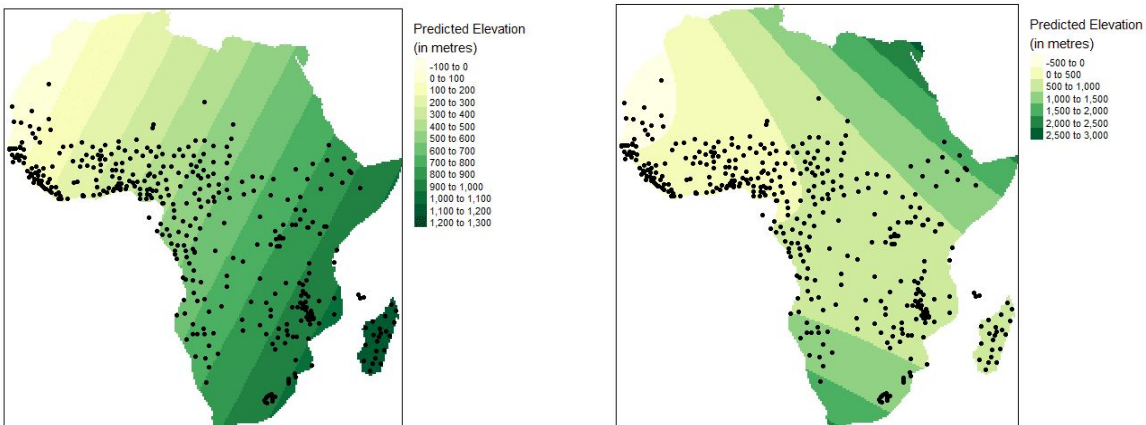 Predicted Elevation
(in metres)
-100 to 0
0 to 100
100 to 200
200 to 300
300 to 400
400 to 500
500 to 600
600 to 700
700 to 800
800 to 900
900 to 1,000
1,000 to 1,100
1,100 to 1,200
1,200 to 1,300
Predicted Elevation
(in metres)
-500 to 0
0 to 500
500 to 1,000
1,000 to 1,500
1,500 to 2,000
2,000 to 2,500
2,500 to 3,000